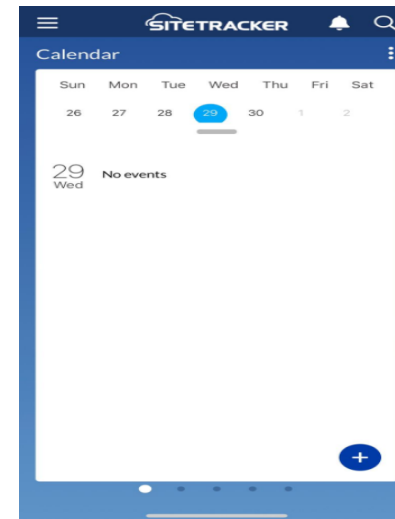 SITETRACKER
Calendar
Sun Mon Tue Wed Thu Fri Sat
26 27 28 29 30 1 2
29 No events
Wed